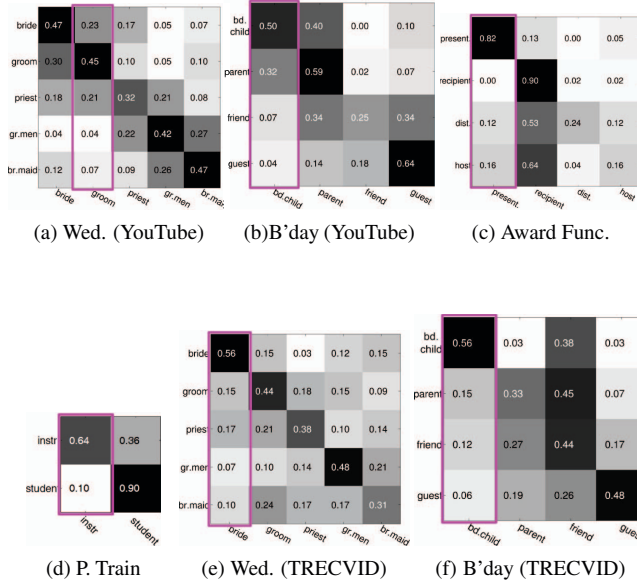 bride 0.47 0.23 0.17 0.05 0.07
groom 0.30 0.45 0.10 0.05 0.10
priest 0.18 0.21 0.32 0.21 0.08
gr.men 0.04 0.04 0.22 0.42 0.27
br.maid 0.12 0.07 0.09 0.26 0.47
bride groom priest gr.men br.maid
(a) Wed. (YouTube)
bd.
child 0.50 0.40 0.00 0.10
parent 0.32 0.59 0.02 0.07
friend 0.07 0.34 0.25 0.34
guest 0.04 0.14 0.18 0.64
bd.child parent friend guest
(b)B'day (YouTube)
present. 0.82 0.13 0.00 0.05
recipient 0.00 0.90 0.02 0.02
dist. 0.12 0.53 0.24 0.12
host 0.16 0.64 0.04 0.16
present. recipient dist. host
(c) Award Func.
instr 0.64 0.36
studen 0.10 0.90
instr student
(d) P. Train
bride 0.56 0.15 0.03 0.12 0.15
groom 0.15 0.44 0.18 0.15 0.09
priest 0.17 0.21 0.38 0.10 0.14
gr.men 0.07 0.10 0.14 0.48 0.21
br.maid 0.10 0.24 0.17 0.17 0.31
bride groom priest gr.men br.maid
(e) Wed. (TRECVID)
bd.
child 0.56 0.03 0.38 0.03
parent 0.15 0.33 0.45 0.07
friend 0.12 0.27 0.44 0.17
guest 0.06 0.19 0.26 0.48
bd.child parent friend guest
(f) B'day (TRECVID)